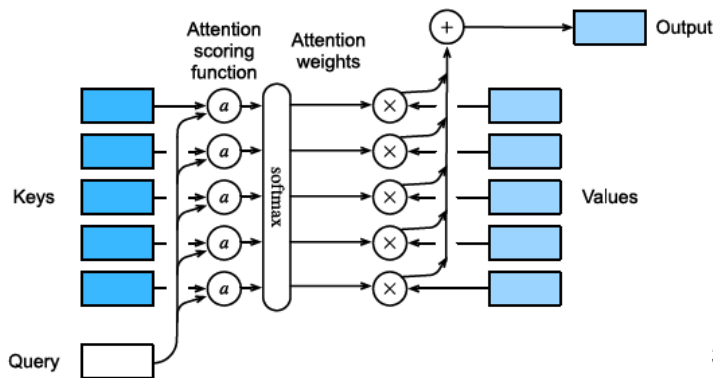 Attention
scoring
function
Attention
weights
+
Output
a
×
a
×
Keys
a
softmax
×
Values
a
×
a
×
Query